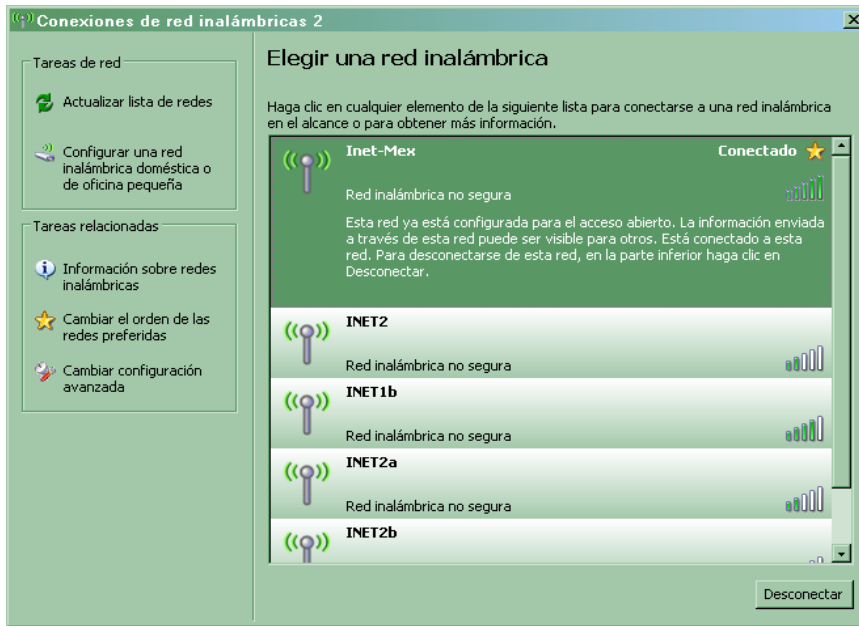 Conexiones de red inalámbricas 2
Tareas de red
Actualizar lista de redes
Configurar una red
inalámbrica doméstica o
de oficina pequeña
Tareas relacionadas
Información sobre redes
inalámbricas
Cambiar el orden de las
redes preferidas
Cambiar configuración
avanzada
Elegir una red inalámbrica
Haga clic en cualquier elemento de la siguiente lista para conectarse a una red inalámbrica
en el alcance o para obtener más información.
Inet-Mex Conectado
Red inalámbrica no segura
Esta red ya está configurada para el acceso abierto. La información enviada
a través de esta red puede ser visible para otros. Está conectado a esta
red. Para desconectarse de esta red, en la parte inferior haga clic en
Desconectar.
INET2
Red inalámbrica no segura
INET1b
Red inalámbrica no segura
INET2a
Red inalámbrica no segura
INET2b
Desconectar